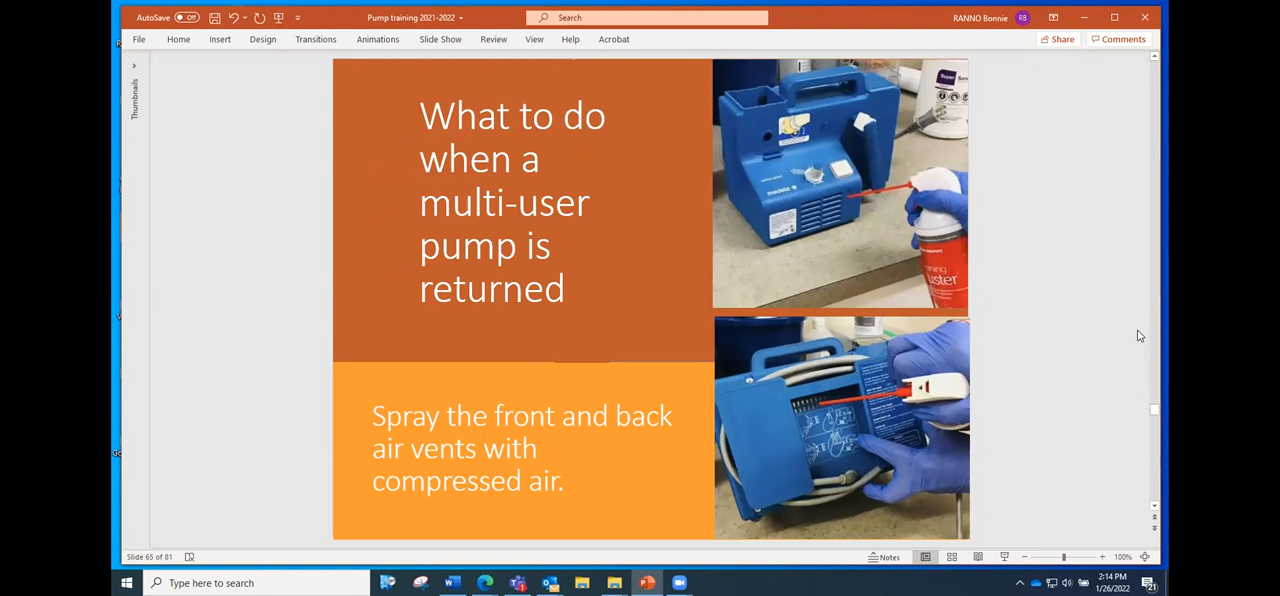 AutoSave Off
Pump training 2021-2022
Search
RANNO Bonnie RB
File Home Insert Design Transitions Animations Slide Show Review View Help Acrobat
Share Comments
Thumbnails
What to do
when a
multi-user
pump is
returned
medela
Spray the front and back
air vents with
compressed air.
Slide 65 of 81
Notes
100%
Type here to search
2:14 PM
1/26/2022
21